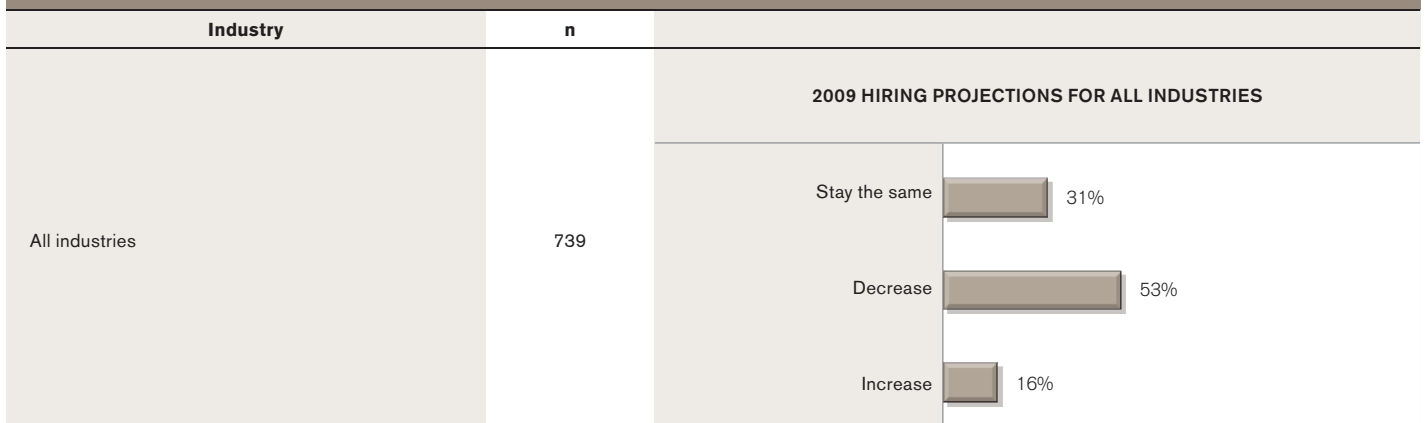 Industry n
2009 HIRING PROJECTIONS FOR ALL INDUSTRIES
All industries 739
Stay the same 31%
Decrease 53%
Increase 16%